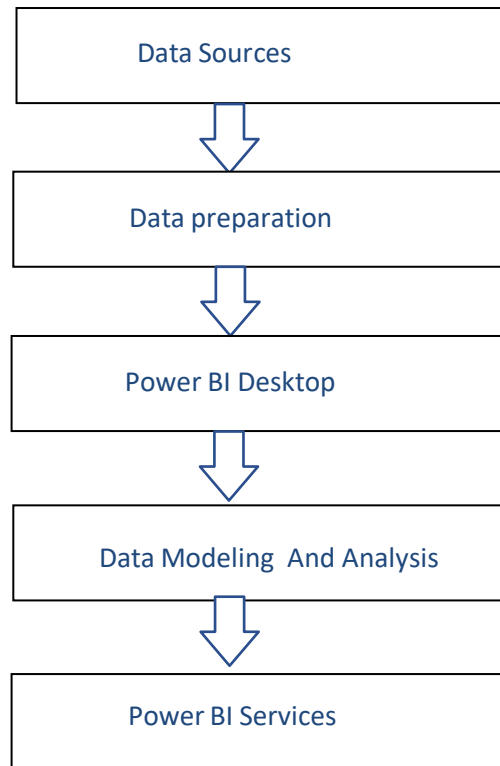 Data Sources
Data preparation
Power BI Desktop
Data Modeling  And Analysis
Power BI Services